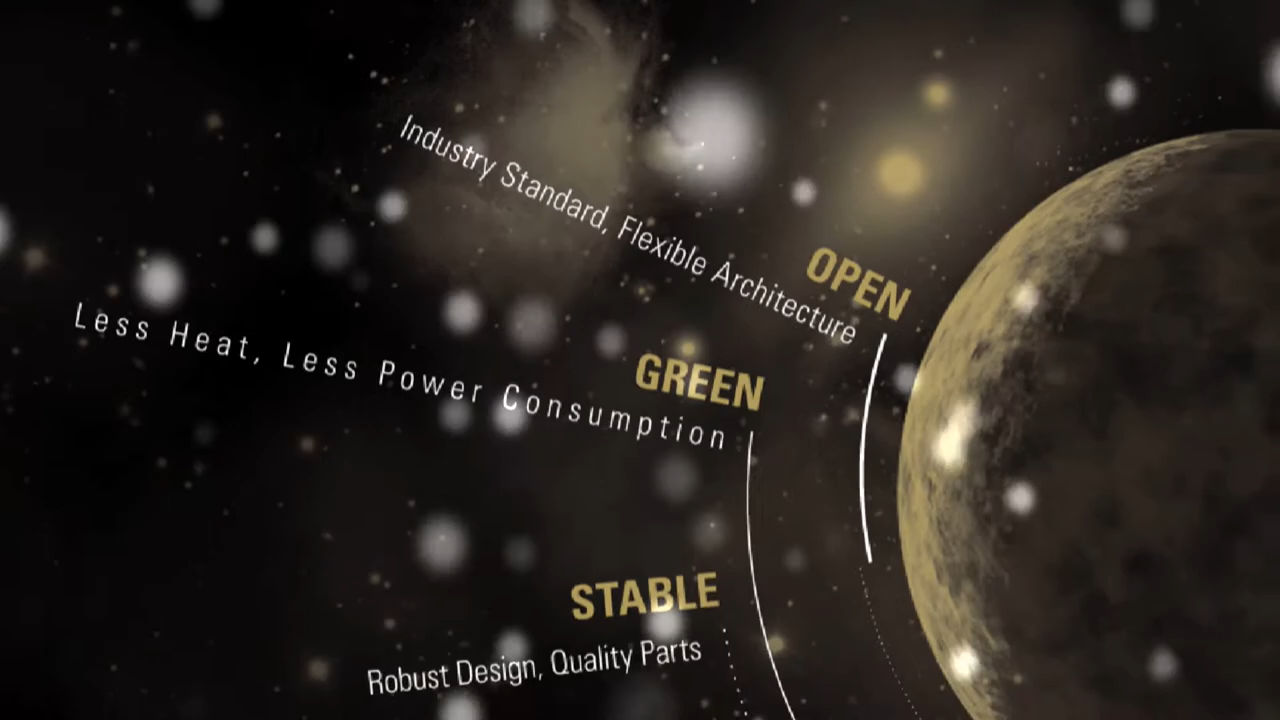 OPEN
Industry Standard, Flexible Architecture
GREEN
Less Heat, Less Power Consumption
STABLE
Robust Design, Quality Parts